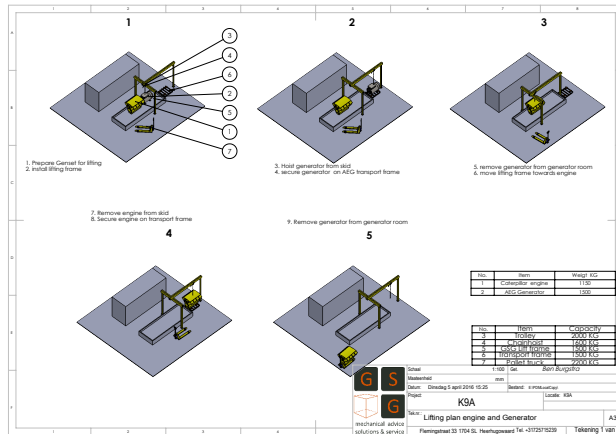 1
2
3
3
4
6
2
5
1
7
1. Prepare Genset for lifting
2. install lifting frame
3. Hoist generator from skid
4. secure generator on AEG transport frame
5. remove generator from generator room
6. move lifting frame towards engine
7. Remove engine from skid
8. Secure engine on transport frame
9. Remove generator from generator room
4
5
No. Item Weigt KG
1 Caterpillar engine 1150
2 AEG Generator 1500
No. Item Capacity
3 Trolley 2000 KG
4 Chainhoist 1600 KG
5 GSG Lift frame 1500 KG
6 Transport frame 1500 KG
7 Pallet truck 2200 KG
G S
G
mechanical advice
solutions & service
Schaal 1:100 Get Ben Burgstra
Maateenheid mm
Datum Dinsdag 5 april 2016 15:25 Bestand:
Project: K9A Locatie: K9A
Lifting plan engine and Generator A3
Flemingstraat 33 1704 SL Heerhugowaard Tel. +31725715239 Tekening 1 van